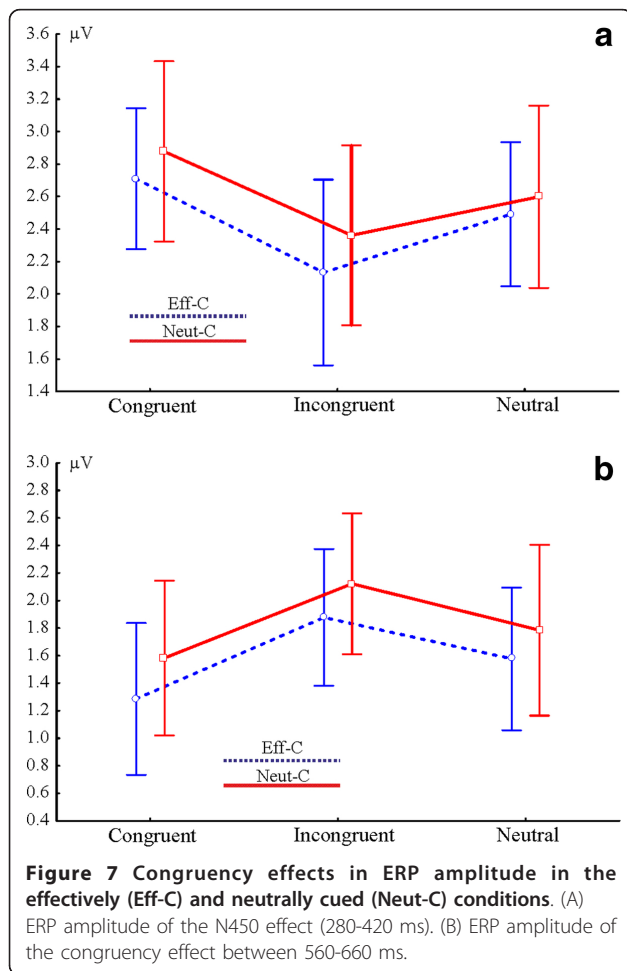 µV
a
3.6
3.4
3.2
3.0
2.8
2.6
2.4
2.2
2.0
1.8
1.6
1.4
Eff-C
Neut-C
Congruent Incongruent Neutral
µV
b
3.0
2.8
2.6
2.4
2.2
2.0
1.8
1.6
1.4
1.2
1.0
0.8
0.6
0.4
Eff-C
Neut-C
Congruent Incongruent Neutral
Figure 7 Congruency effects in ERP amplitude in the
effectively (Eff-C) and neutrally cued (Neut-C) conditions. (A)
ERP amplitude of the N450 effect (280-420 ms). (B) ERP amplitude of
the congruency effect between 560-660 ms.